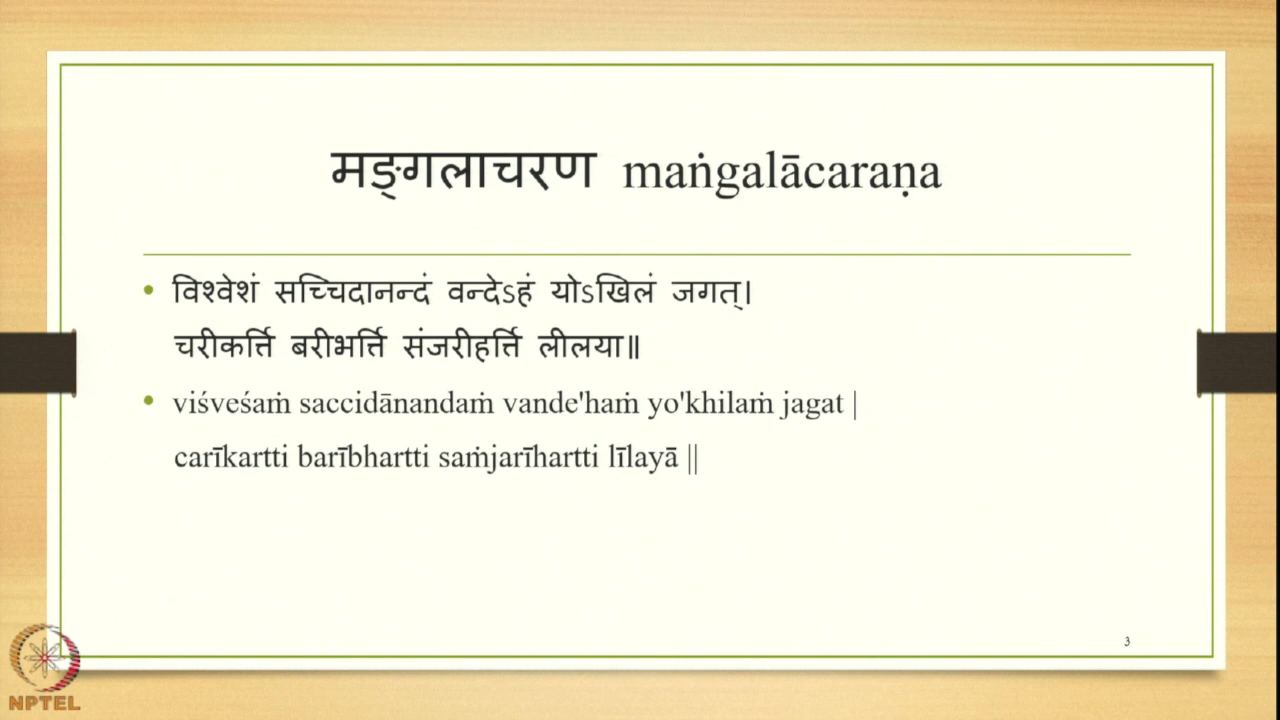 मङ्गलाचरण maṅgalācaraṇa
• विश्वेशं सच्चिदानन्दं वन्देऽहं योऽखिलं जगत्।
चरीकर्त्ति बरीभर्त्ति संजरीहर्त्ति लीलया॥
• viśveśaṁ saccidānandaṁ vande'haṁ yo'khilaṁ jagat |
carīkartti barībhartti saṁjarīhartti līlayā ||
3
NPTEL